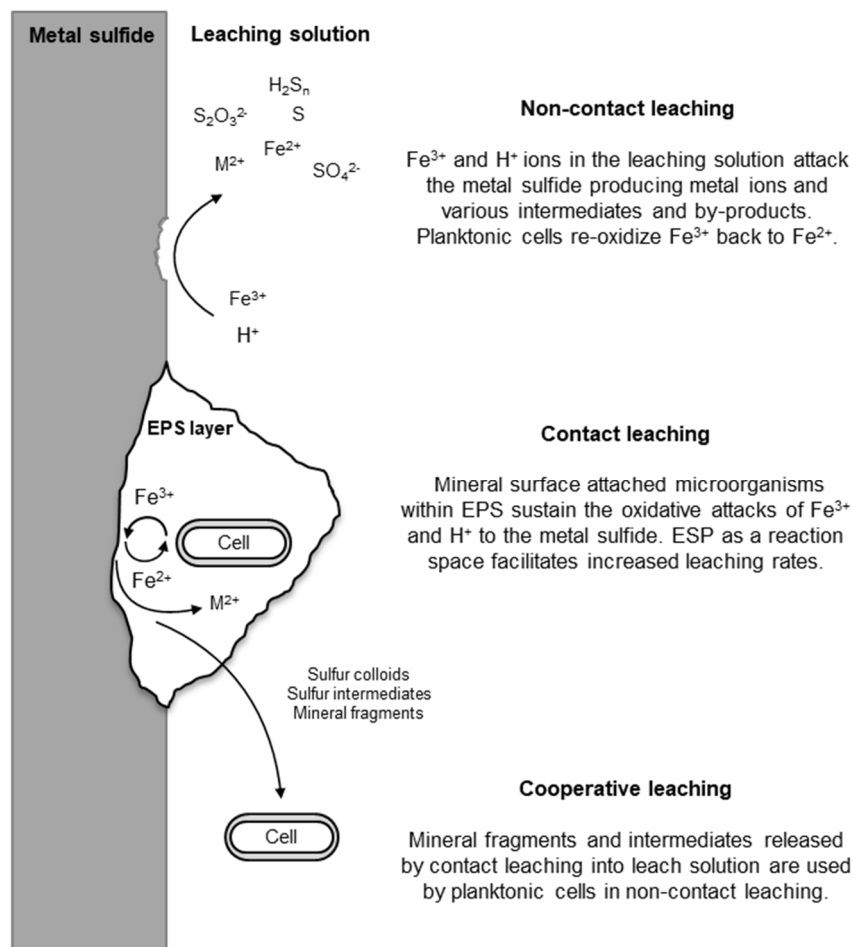 Metal sulfide
Leaching solution
H₂Sₙ
S₂O₃²⁻
S
Fe²⁺
M²⁺
SO₄²⁻
Fe³⁺
H⁺
Non-contact leaching
Fe³⁺ and H⁺ ions in the leaching solution attack
the metal sulfide producing metal ions and
various intermediates and by-products.
Planktonic cells re-oxidize Fe³⁺ back to Fe²⁺.
EPS layer
Fe³⁺
Cell
Fe²⁺
M²⁺
Contact leaching
Mineral surface attached microorganisms
within EPS sustain the oxidative attacks of Fe³⁺
and H⁺ to the metal sulfide. ESP as a reaction
space facilitates increased leaching rates.
Sulfur colloids
Sulfur intermediates
Mineral fragments
Cell
Cooperative leaching
Mineral fragments and intermediates released
by contact leaching into leach solution are used
by planktonic cells in non-contact leaching.